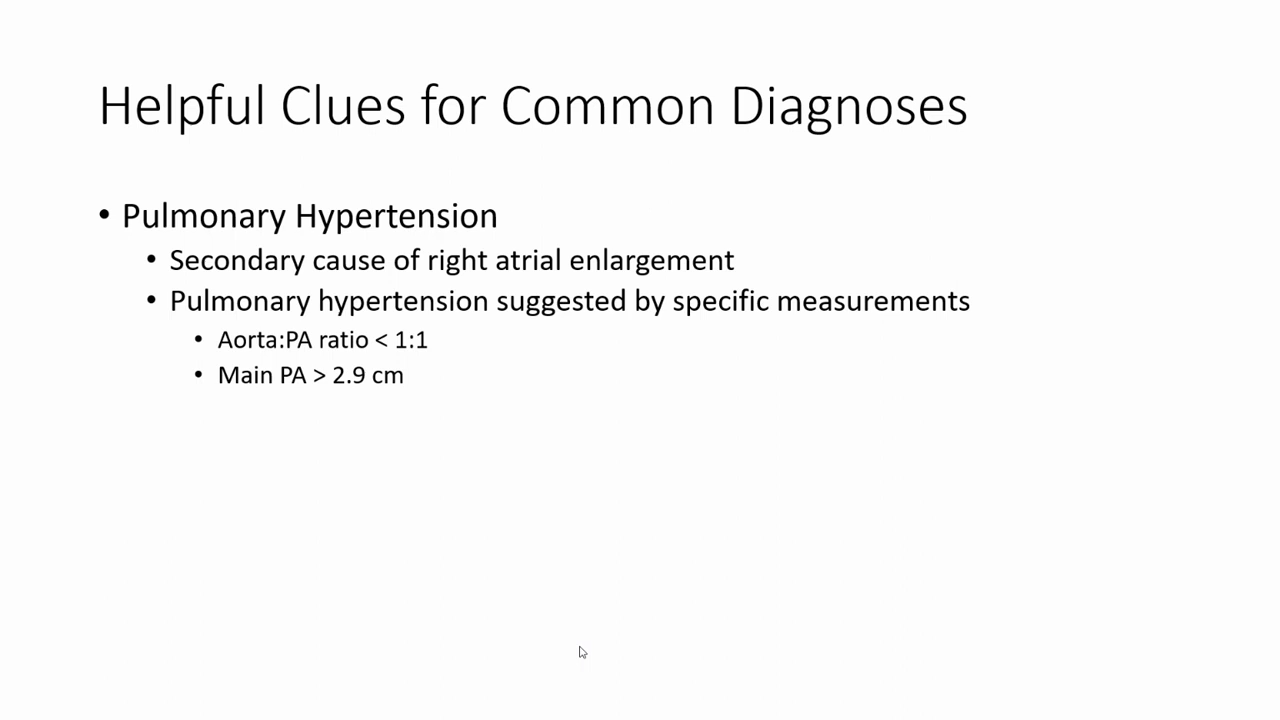 Helpful Clues for Common Diagnoses
• Pulmonary Hypertension
• Secondary cause of right atrial enlargement
• Pulmonary hypertension suggested by specific measurements
• Aorta:PA ratio < 1:1
• Main PA > 2.9 cm